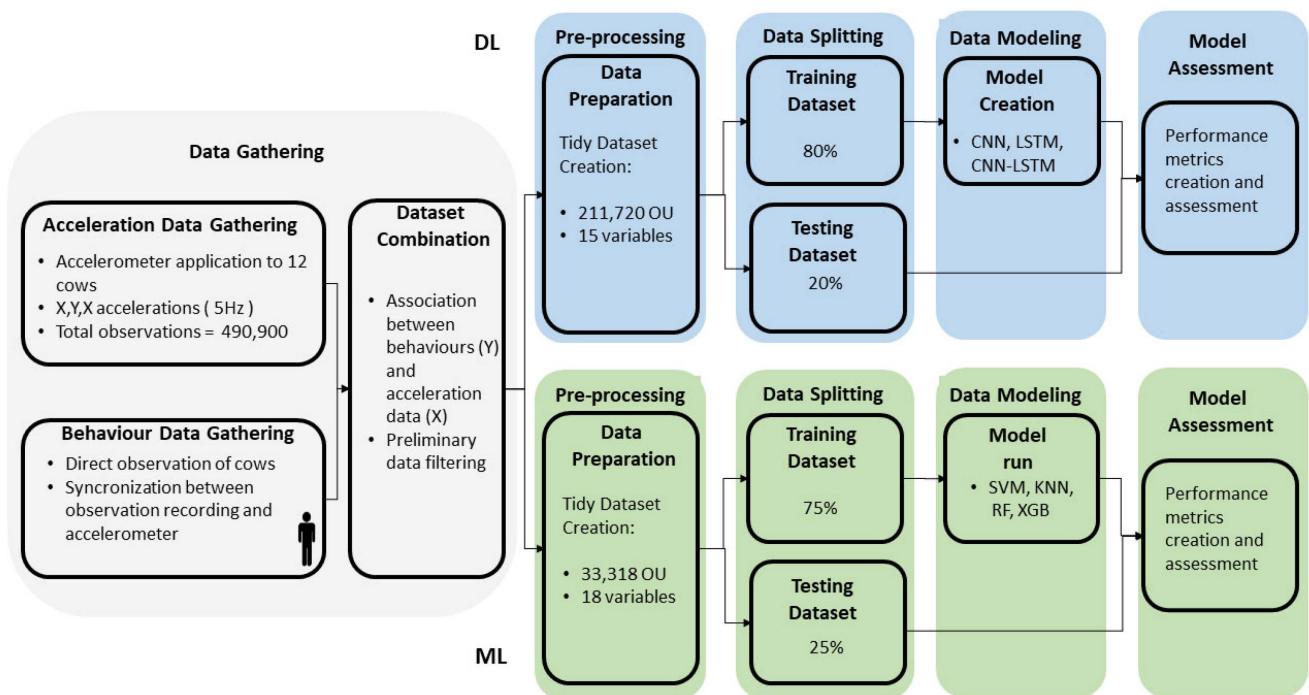 Data Gathering
Acceleration Data Gathering
• Accelerometer application to 12
cows
• X,Y,X accelerations ( 5Hz )
• Total observations = 490,900
Behaviour Data Gathering
• Direct observation of cows
• Syncronization between
observation recording and
accelerometer
Dataset
Combination
• Association
between
behaviours (Y)
and
acceleration
data (X)
• Preliminary
data filtering
DL
Pre-processing
Data
Preparation
Tidy Dataset
Creation:
• 211,720 OU
• 15 variables
Data Splitting
Training
Dataset
80%
Testing
Dataset
20%
Data Modeling
Model
Creation
• CNN, LSTM,
CNN-LSTM
Model
Assessment
Performance
metrics
creation and
assessment
ML
Pre-processing
Data
Preparation
Tidy Dataset
Creation:
• 33,318 OU
• 18 variables
Data Splitting
Training
Dataset
75%
Testing
Dataset
25%
Data Modeling
Model
run
• SVM, KNN,
RF, XGB
Model
Assessment
Performance
metrics
creation and
assessment